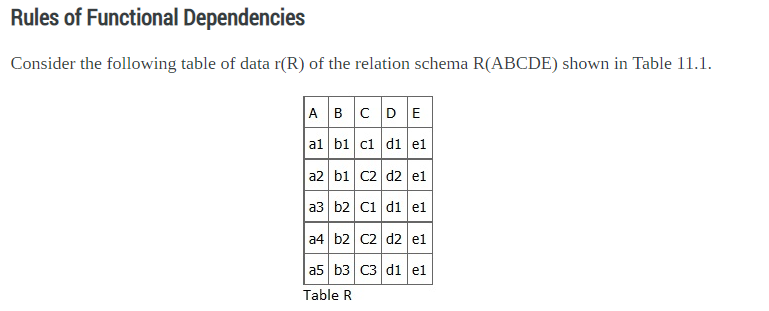 Rules of Functional Dependencies
Consider the following table of data r(R) of the relation schema R(ABCDE) shown in Table 11.1.
A B C D E
a1 b1 c1 d1 e1
a2 b1 C2 d2 e1
a3 b2 C1 d1 e1
a4 b2 C2 d2 e1
a5 b3 C3 d1 e1
Table R